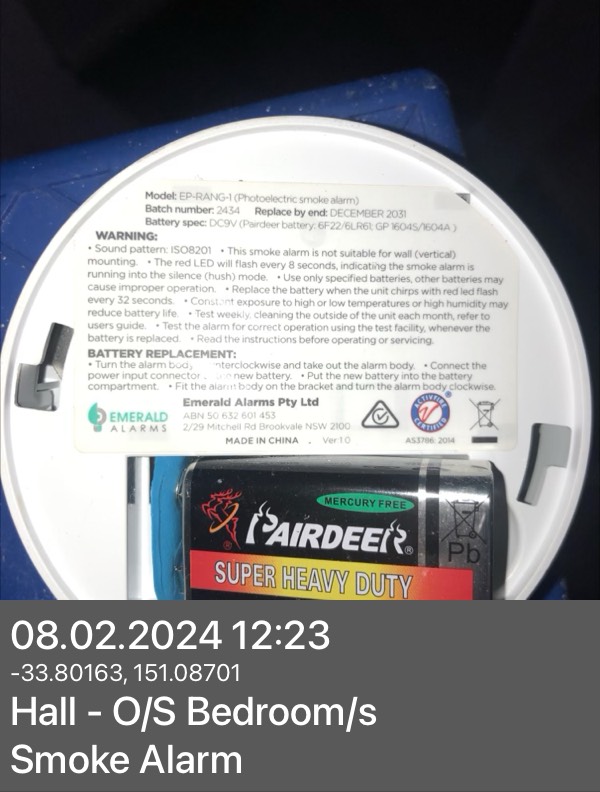 Model: EP-RANG-1 (Photoelectric smoke alarm)
Batch number: 2434 Replace by end: DECEMBER 2031
Battery spec: DC9V (Pairdeer battery: 6F22/6LR61; GP 1604S/1604A )
WARNING:
• Sound pattern: ISO8201 • This smoke alarm is not suitable for wall (vertical)
mounting. • The red LED will flash every 8 seconds, indicating the smoke alarm is
running into the silence (hush) mode. • Use only specified batteries, other batteries may
cause improper operation. • Replace the battery when the unit chirps with red led flash
every 32 seconds. • Constant exposure to high or low temperatures or high humidity may
reduce battery life. • Test weekly, cleaning the outside of the unit each month, refer to
users guide. • Test the alarm for correct operation using the test facility, whenever the
battery is replaced. • Read the instructions before operating or servicing.
BATTERY REPLACEMENT:
• Turn the alarm body nterclockwise and take out the alarm body. • Connect the
power input connector new battery. • Put the new battery into the battery
compartment. • Fit the alarm body on the bracket and turn the alarm body clockwise.
EMERALD
ALARMS
Emerald Alarms Pty Ltd
ABN 50 632 601 453
2/29 Mitchell Rd Brookvale NSW 2100
MADE IN CHINA . Ver 1.0
ACTIVFIRE
CERTIFIED
AS3786: 2014
MERCURY FREE
PAIRDEER®
SUPER HEAVY DUTY
Pb
08.02.2024 12:23
-33.80163, 151.08701
Hall - O/S Bedroom/s
Smoke Alarm